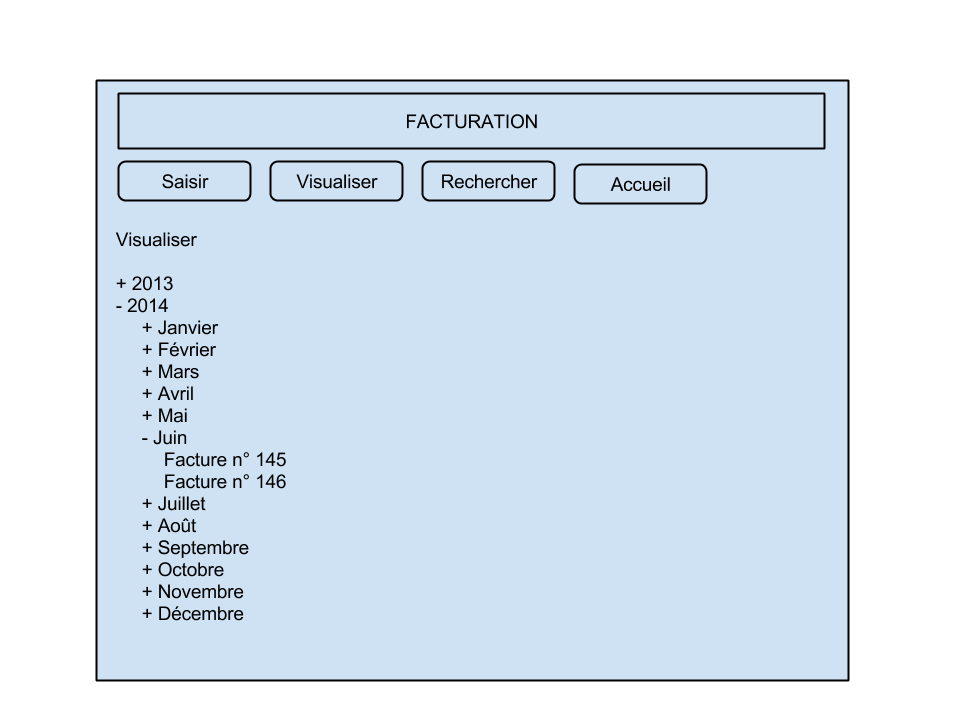 FACTURATION
Saisir Visualiser Rechercher Accueil
Visualiser
+ 2013
- 2014
+ Janvier
+ Février
+ Mars
+ Avril
+ Mai
- Juin
Facture n° 145
Facture n° 146
+ Juillet
+ Août
+ Septembre
+ Octobre
+ Novembre
+ Décembre